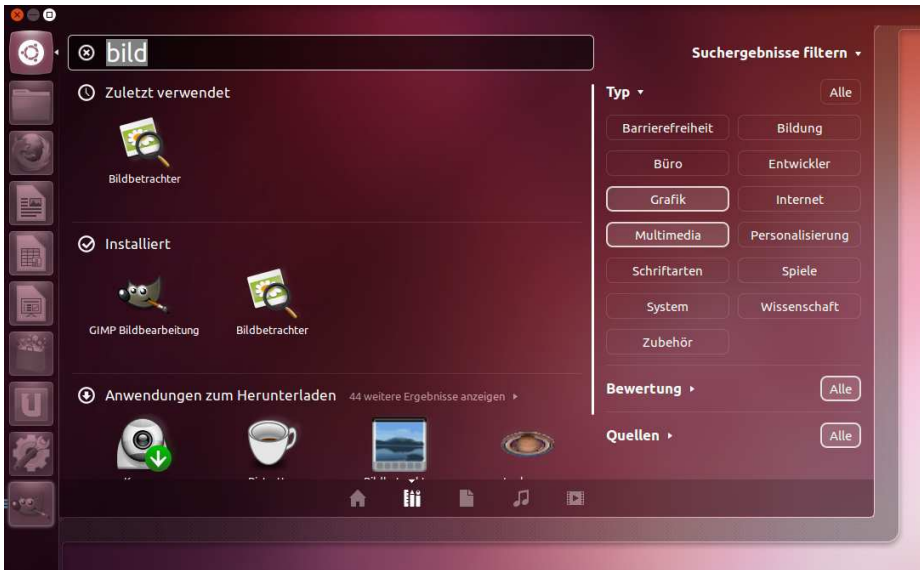 bild
Suchergebnisse filtern
Zuletzt verwendet
Bildbetrachter
Installiert
GIMP Bildbearbeitung
Bildbetrachter
Anwendungen zum Herunterladen 44 weitere Ergebnisse anzeigen
Typ
Alle
Barrierefreiheit Bildung
Büro Entwickler
Grafik Internet
Multimedia Personalisierung
Schriftarten Spiele
System Wissenschaft
Zubehör
Bewertung Alle
Quellen Alle